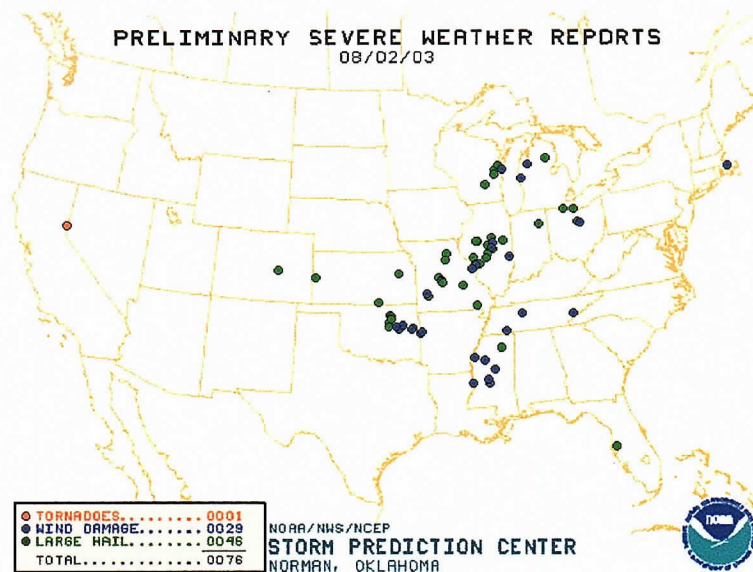 PRELIMINARY SEVERE WEATHER REPORTS
08/02/03
TORNADOES..........0001
WIND DAMAGE........0029
LARGE HAIL.........0046
TOTAL..............0076
NOAA/NWS/NCEP
STORM PREDICTION CENTER
NORMAN, OKLAHOMA
noaa